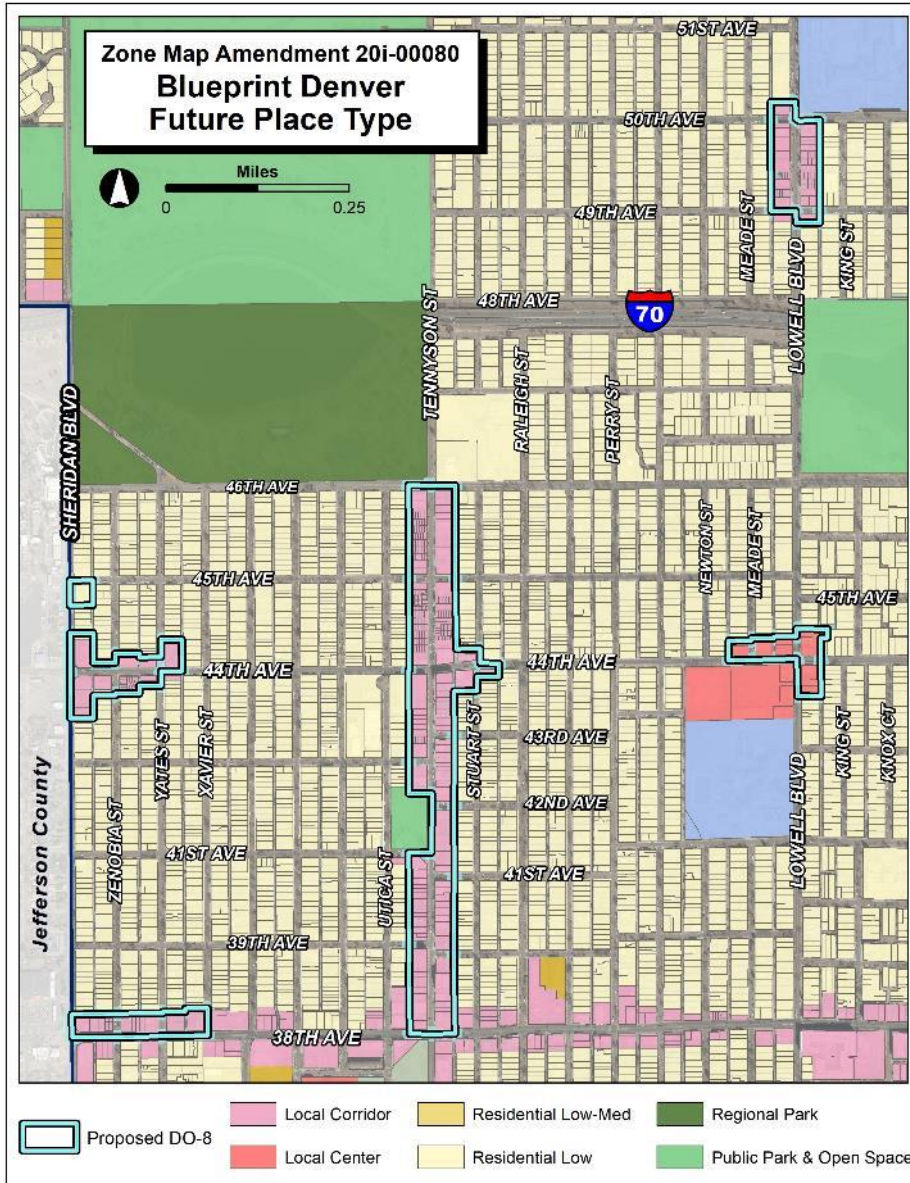 Zone Map Amendment 20i-00080
Blueprint Denver
Future Place Type
Miles
0 0.25
51ST AVE
50TH AVE
49TH AVE
MEADE ST
LOWELL BLVD
KING ST
48TH AVE
70
TENNYSON ST
RALEIGH ST
PERRY ST
SHERIDAN BLVD
46TH AVE
45TH AVE
NEWTON ST
MEADE ST
45TH AVE
44TH AVE
44TH AVE
YATES ST
XAVIER ST
STUART ST
43RD AVE
KING ST
KNOX CT
42ND AVE
LOWELL BLVD
ZENOBIA ST
41ST AVE
UTICA ST
41ST AVE
Jefferson County
39TH AVE
38TH AVE
Proposed DO-8
Local Corridor
Local Center
Residential Low-Med
Residential Low
Regional Park
Public Park & Open Space